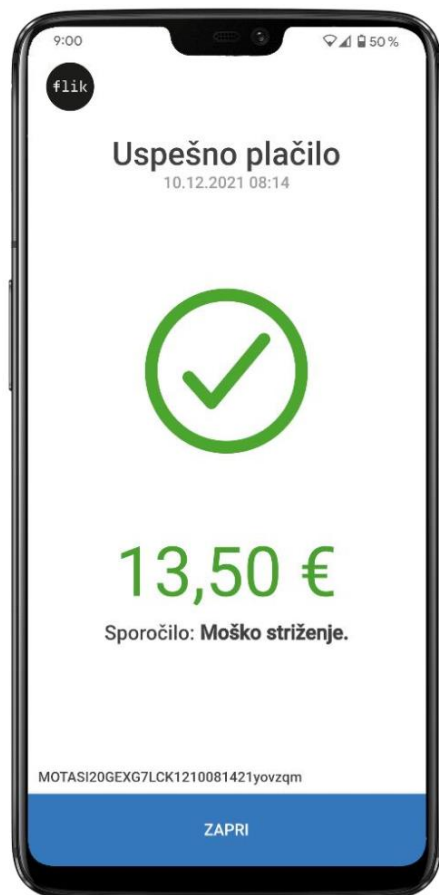 9:00
50 %
flik
Uspešno plačilo
10.12.2021 08:14
13,50 €
Sporočilo: Moško striženje.
MOTASI20GEXG7LCK1210081421yovzqm
ZAPRI